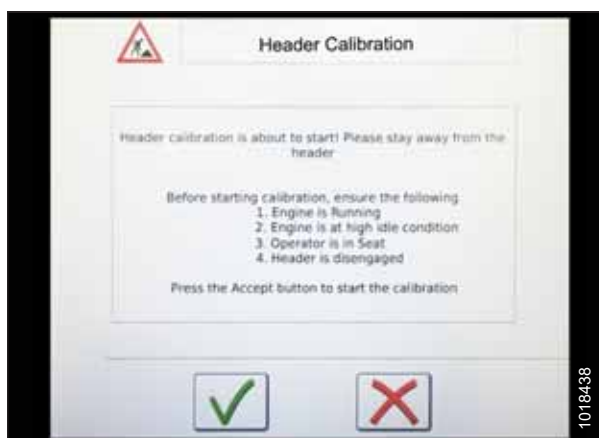 Header Calibration
Header calibration is about to start! Please stay away from the
header
Before starting calibration, ensure the following
1. Engine is Running
2. Engine is at high idle condition
3. Operator is in Seat
4. Header is disengaged
Press the Accept button to start the calibration
1018438